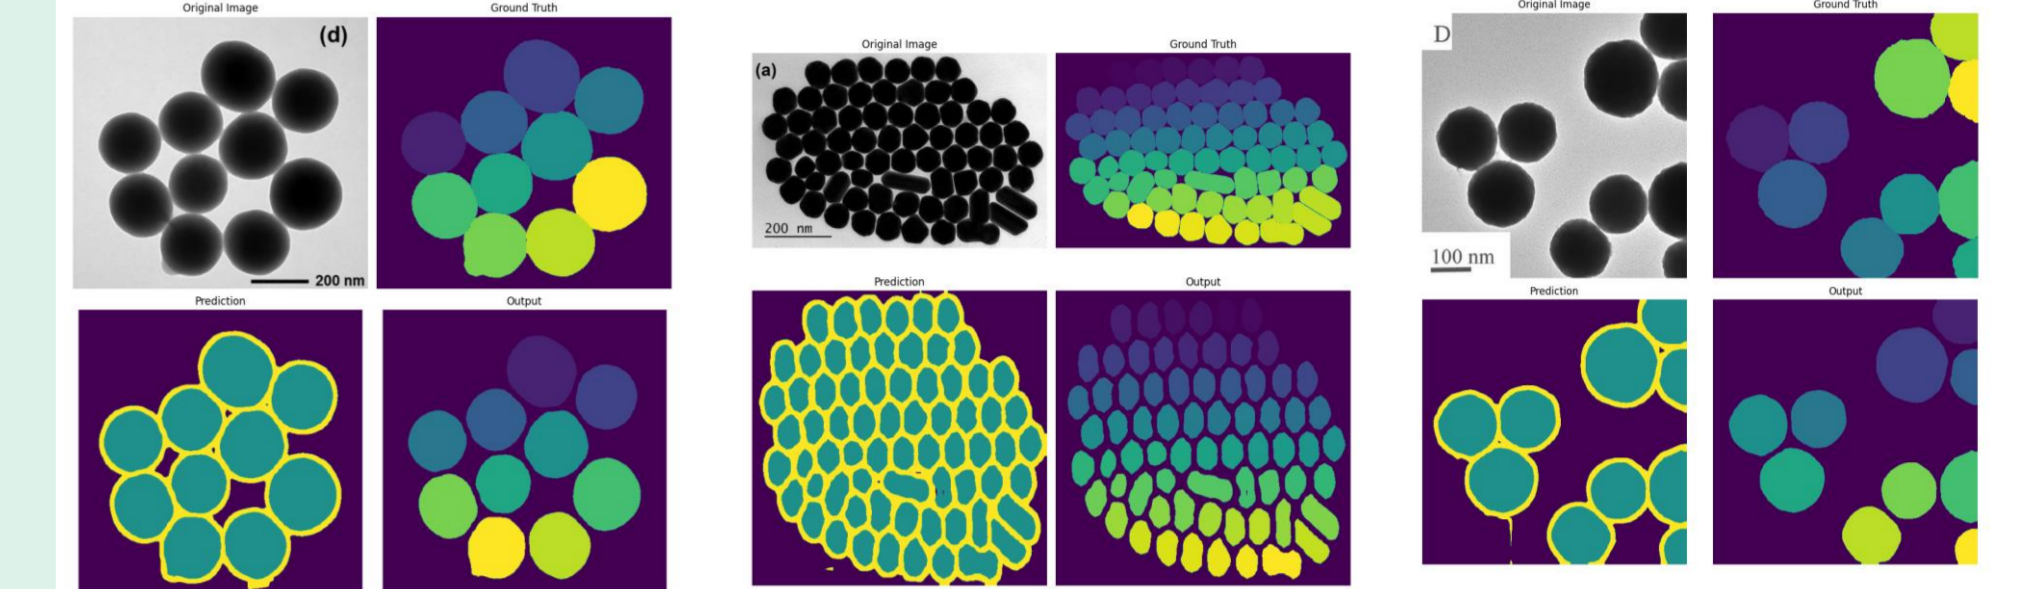 Original Image
Ground Truth
(d)
200 nm
Prediction
Output
Original Image
Ground Truth
(a)
200 nm
Prediction
Output
Original Image
Ground Truth
D
100 nm
Prediction
Output